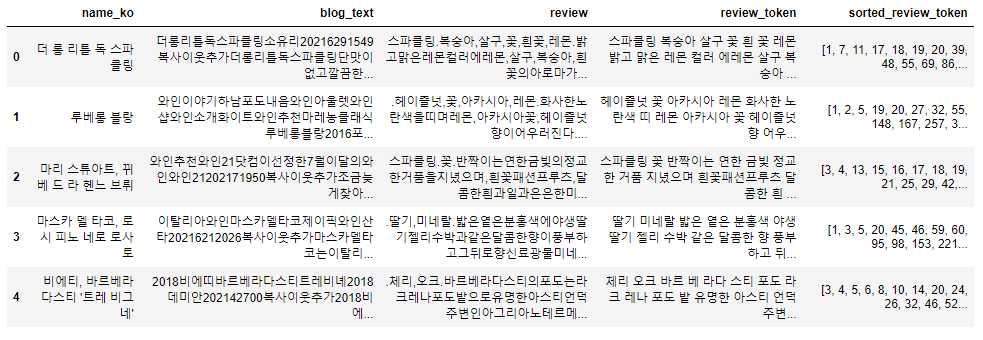 name_ko blog_text review review_token sorted_review_token
0 더 롱 리틀 독 스파클링 더롱리틀독스파클링소유리20216291549복사이웃추가더롱리틀독스파클링단맛이없고깔끔한... 스파클링.복숭아,살구,꽃,흰꽃,레몬.밝고맑은레몬컬러에레몬,살구,복숭아,흰꽃의아로마가... 스파클링 복숭아 살구 꽃 흰 꽃 레몬 밝고 맑은 레몬 컬러 에레몬 살구 복숭아 ... [1, 7, 11, 17, 18, 19, 20, 39, 48, 55, 69, 86,...
1 루베롱 블랑 와인이야기하남포도내음와인아울렛와인샵와인소개화이트와인추천마레농클래식루베롱블랑2016포... .헤이즐넛,꽃,아카시아,레몬.화사한노란색을띠며레몬,아카시아꽃,헤이즐넛향이어우러진다.... 헤이즐넛 꽃 아카시아 레몬 화사한 노란색 띠 레몬 아카시아 꽃 헤이즐넛 향 어우... [1, 2, 5, 19, 20, 27, 32, 55, 148, 167, 257, 3...
2 마리 스튜아트, 뀌베 드 라 헨느 브뤼 와인추천와인21닷컴이선정한7월이달의와인와인21202171950복사이웃추가조금늦게찾아... 스파클링.꽃.반짝이는연한금빛의정교한거품을지녔으며,흰꽃패션프루츠,달콤한흰과일과은은한미... 스파클링 꽃 반짝이는 연한 금빛 정교한 거품 지녔으며 흰꽃패션프루츠 달콤한 흰 ... [3, 4, 13, 15, 16, 17, 18, 19, 21, 25, 29, 42,...
3 마스카 델 타코, 로시 피노 네로 로사토 이탈리아와인마스카델타코제이픽와인산타20216212026복사이웃추가마스카델타코는이탈리... 딸기,미네랄.밟은옅은분홍색에야생딸기젤리수박과같은달콤한향이풍부하고그뒤로향신료광물미네... 딸기 미네랄 밟은 옅은 분홍색 야생 딸기 젤리 수박 같은 달콤한 향 풍부하고 뒤... [1, 3, 5, 20, 45, 46, 59, 60, 95, 98, 153, 221...
4 비에티, 바르베라 다스티 '트레 비그네' 2018비에띠바르베라다스티트레비네2018데미안202142700복사이웃추가2018비에... .체리,오크.바르베라다스티의포도는라크레나포도밭으로유명한아스티언덕주변인아그리아노테르메... 체리 오크 바르 베 라다 스티 포도 라크 레나 포도 밭 유명한 아스티 언덕 주변... [3, 4, 5, 6, 8, 10, 14, 20, 24, 26, 32, 46, 52...